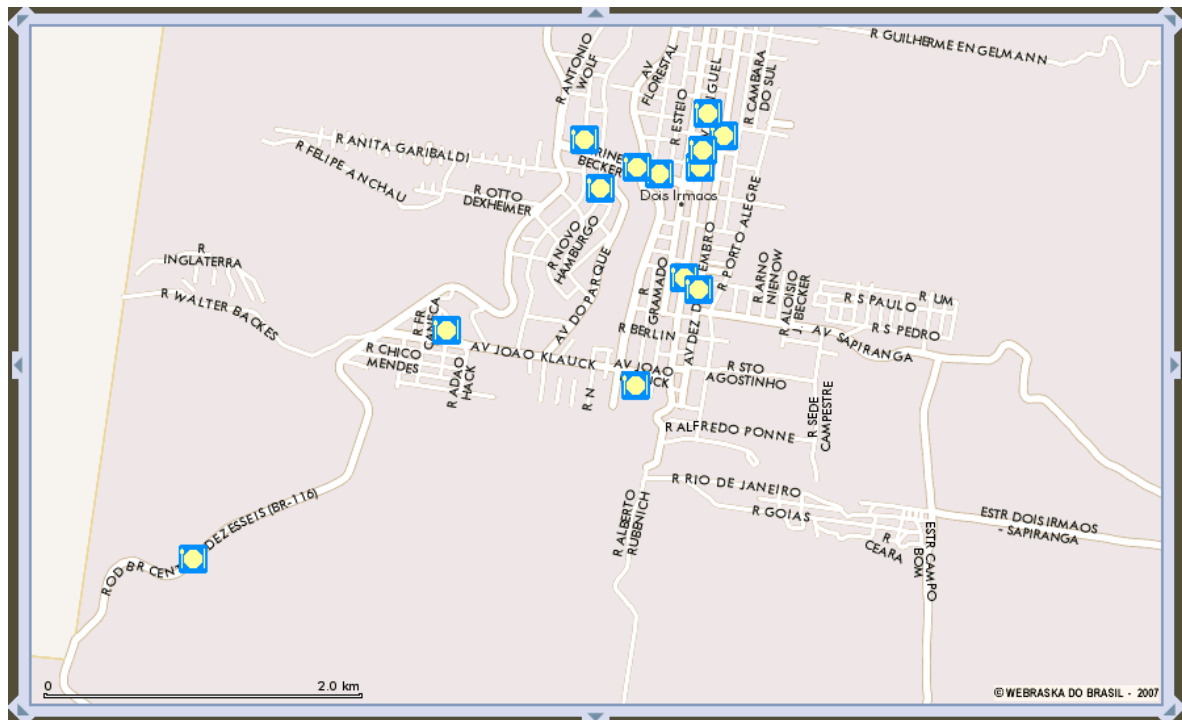 R GUILHERME ENGELMANN
R ANTONIO
WOLF
AV
FLORESTAL
R ESTEIO
R CAMBARA
DO SUL
R ANITA GARIBALDI
R FELIPE ANCHAU
BECKER
R OTTO
DEXHEIMER
Dois Irmaos
R NOVO
HAMBURGO
R PORTO ALEGRE
R
INGLATERRA
R WALTER BACKES
AV DO PARQUE
R
GRAMADO
R ARNO
NIENOW
R ALOISIO
J. BECKER
R S PAULO
R UM
R S PEDRO
R FR
CANECA
R BERLIN
AV DEZ
AV SAPIRANGA
R CHICO
MENDES
R ADAO
HACK
AV JOAO KLAUCK
AV JOAO
R N
R STO
AGOSTINHO
R SEDE
CAMPESTRE
R ALFREDO PONNE
R RIO DE JANEIRO
R GOIAS
R ALBERTO
RUBENICH
R
CEARA
ESTR CAMPO
BOM
ESTR DOIS IRMAOS
- SAPIRANGA
ROD BR
DEZESSEIS (BR-116)
0 2.0 km
© WEBRASKA DO BRASIL - 2007